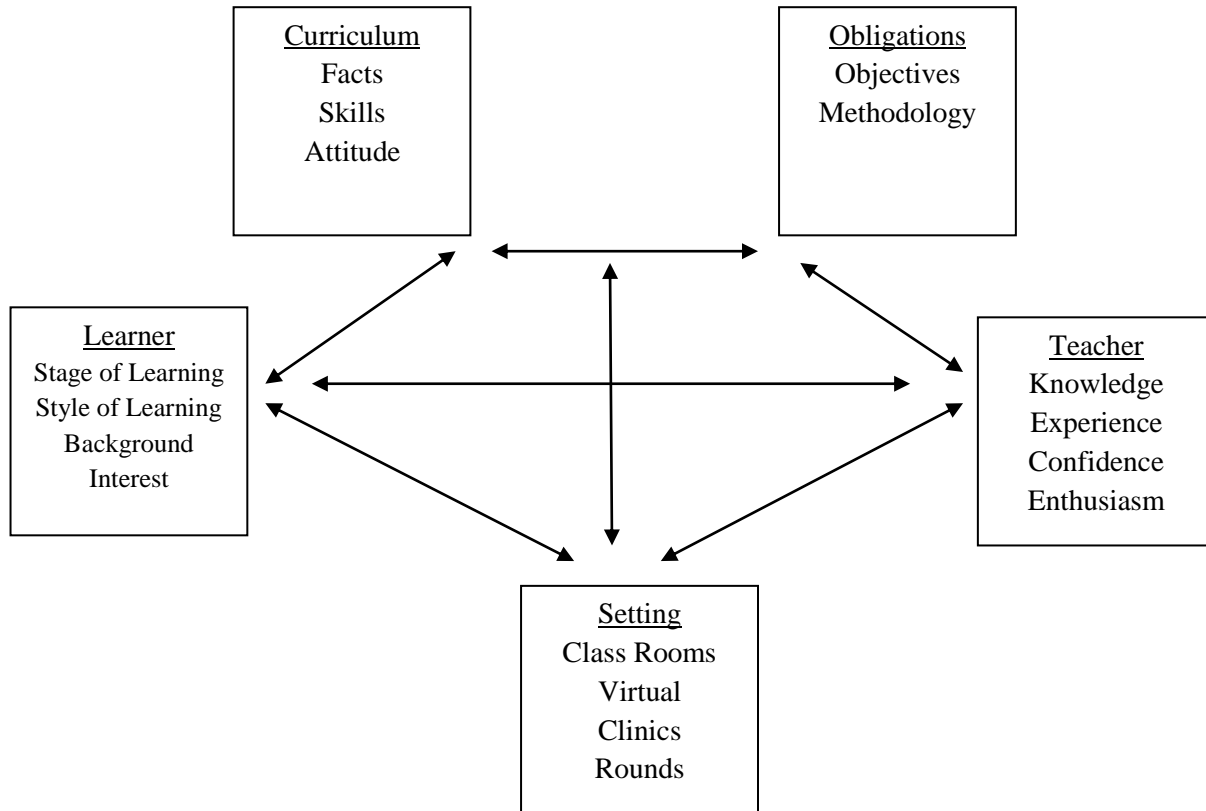 Curriculum
Facts
Skills
Attitude
Obligations
Objectives
Methodology
Learner
Stage of Learning
Style of Learning
Background
Interest
Teacher
Knowledge
Experience
Confidence
Enthusiasm
Setting
Class Rooms
Virtual
Clinics
Rounds